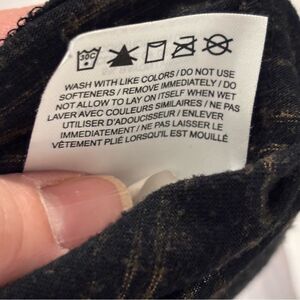 30C
WASH WITH LIKE COLORS / DO NOT USE
SOFTENERS / REMOVE IMMEDIATELY / DO
NOT ALLOW TO LAY ON ITSELF WHEN WET
LAVER AVEC COULEURS SIMILAIRES / NE PAS
UTILISER D'ADOUCISSEUR / ENLEVER
IMMEDIATEMENT / NE PAS LAISSER LE
VÊTEMENT PLIÉ LORSQU'IL EST MOUILLÉ